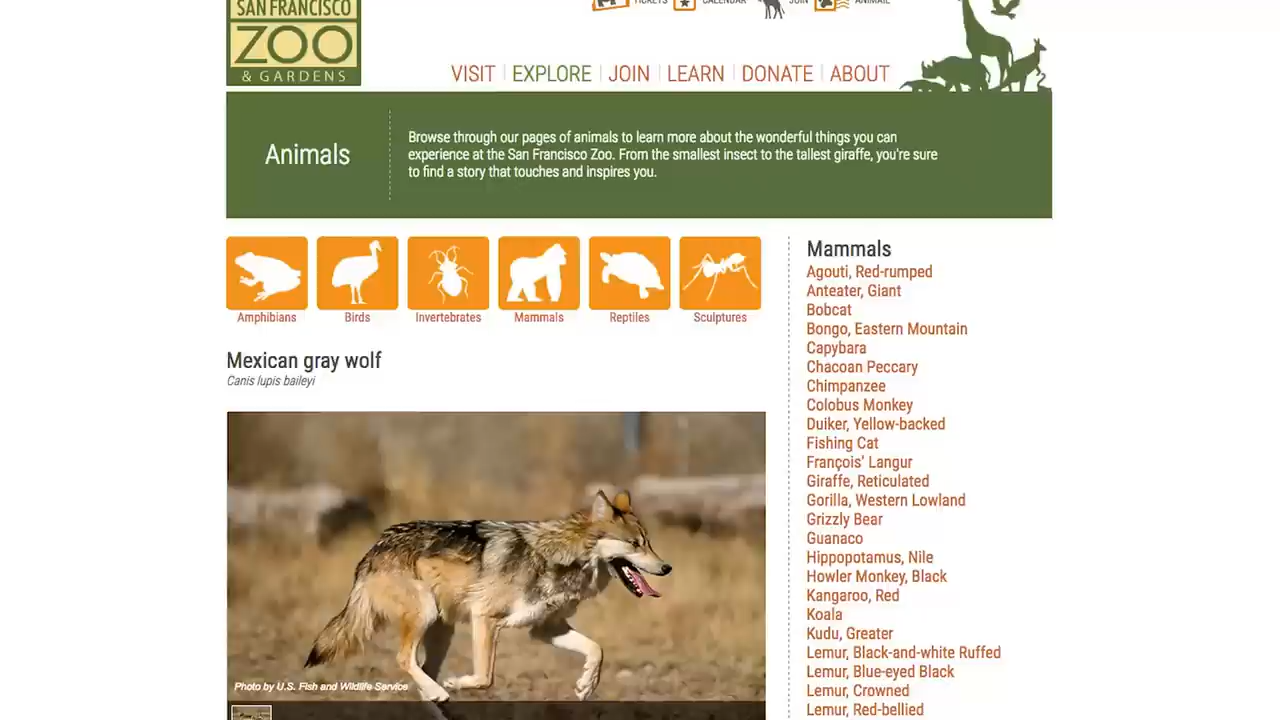 SAN FRANCISCO
ZOO
& GARDENS
TICKETS
CALENDAR
JOIN
ANIMAL
VISIT
EXPLORE
JOIN
LEARN
DONATE
ABOUT
Animals
Browse through our pages of animals to learn more about the wonderful things you can
experience at the San Francisco Zoo. From the smallest insect to the tallest giraffe, you're sure
to find a story that touches and inspires you.
Amphibians
Birds
Invertebrates
Mammals
Reptiles
Sculptures
Mexican gray wolf
Canis lupis baileyi
Photo by U.S. Fish and Wildlife Service
Mammals
Agouti, Red-rumped
Anteater, Giant
Bobcat
Bongo, Eastern Mountain
Capybara
Chacoan Peccary
Chimpanzee
Colobus Monkey
Duiker, Yellow-backed
Fishing Cat
François' Langur
Giraffe, Reticulated
Gorilla, Western Lowland
Grizzly Bear
Guanaco
Hippopotamus, Nile
Howler Monkey, Black
Kangaroo, Red
Koala
Kudu, Greater
Lemur, Black-and-white Ruffed
Lemur, Blue-eyed Black
Lemur, Crowned
Lemur, Red-bellied